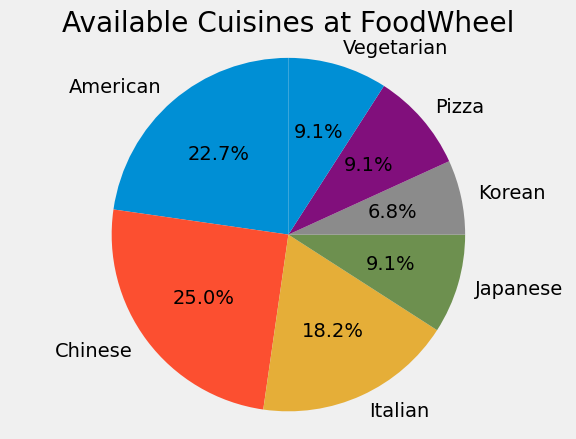 Available Cuisines at FoodWheel
Vegetarian
American
Pizza
9.1%
22.7%
9.1%
Korean
6.8%
9.1%
Japanese
25.0%
18.2%
Chinese
Italian